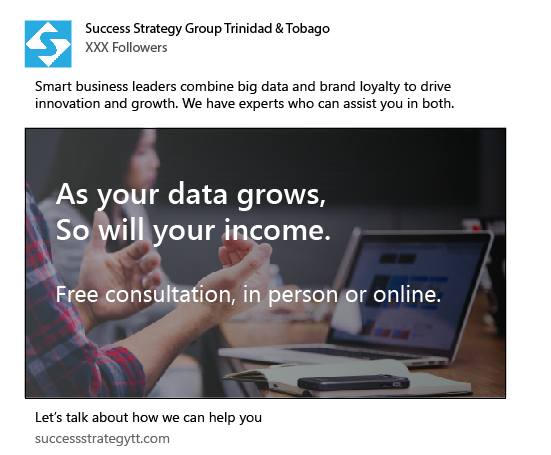 Success Strategy Group Trinidad & Tobago
XXX Followers
Smart business leaders combine big data and brand loyalty to drive
innovation and growth. We have experts who can assist you in both.
As your data grows,
So will your income.
Free consultation, in person or online.
Let's talk about how we can help you
successstrategytt.com